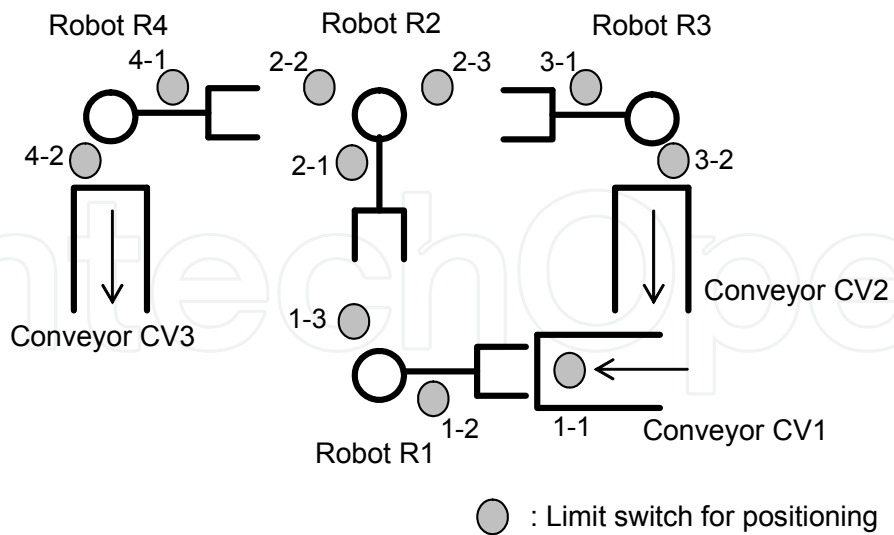 Robot R4
Robot R2
Robot R3
4-1
2-2
2-3
3-1
4-2
2-1
3-2
Conveyor CV2
1-3
Conveyor CV3
1-2
1-1
Conveyor CV1
Robot R1
: Limit switch for positioning